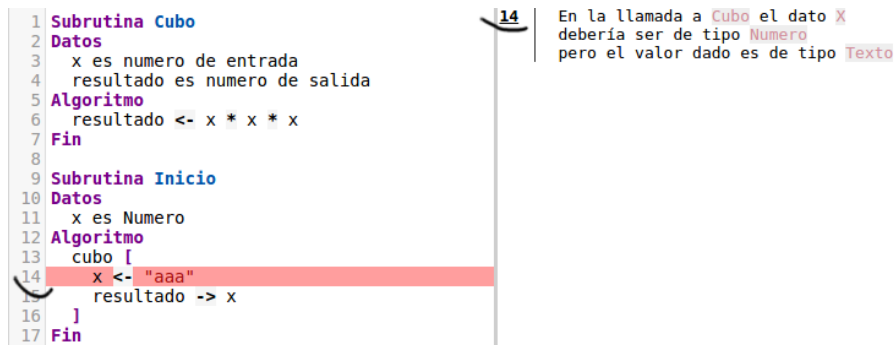 1 Subrutina Cubo
2 Datos
3 x es numero de entrada
4 resultado es numero de salida
5 Algoritmo
6 resultado <- x * x * x
7 Fin
8
9 Subrutina Inicio
10 Datos
11 x es Numero
12 Algoritmo
13 cubo [
14 x <- "aaa"
15 resultado -> x
16 ]
17 Fin
14 En la llamada a Cubo el dato X
debería ser de tipo Numero
pero el valor dado es de tipo Texto